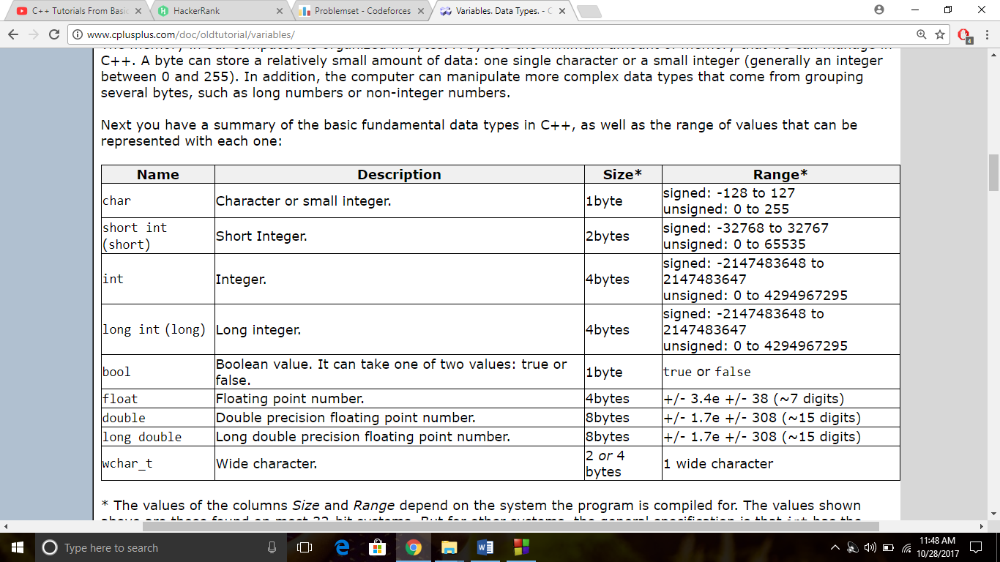 C++ Tutorials From Basic
HackerRank
Problemset - Codeforces
Variables. Data Types. - C
www.cplusplus.com/doc/oldtutorial/variables/
4
C++. A byte can store a relatively small amount of data: one single character or a small integer (generally an integer
between 0 and 255). In addition, the computer can manipulate more complex data types that come from grouping
several bytes, such as long numbers or non-integer numbers.
Next you have a summary of the basic fundamental data types in C++, as well as the range of values that can be
represented with each one:
Name Description Size* Range*
char Character or small integer. 1byte signed: -128 to 127
unsigned: 0 to 255
short int
(short) Short Integer. 2bytes signed: -32768 to 32767
unsigned: 0 to 65535
int Integer. 4bytes signed: -2147483648 to
2147483647
unsigned: 0 to 4294967295
long int (long) Long integer. 4bytes signed: -2147483648 to
2147483647
unsigned: 0 to 4294967295
bool Boolean value. It can take one of two values: true or
false. 1byte true or false
float Floating point number. 4bytes +/- 3.4e +/- 38 (~7 digits)
double Double precision floating point number. 8bytes +/- 1.7e +/- 308 (~15 digits)
long double Long double precision floating point number. 8bytes +/- 1.7e +/- 308 (~15 digits)
wchar_t Wide character. 2 or 4
bytes 1 wide character
* The values of the columns Size and Range depend on the system the program is compiled for. The values shown
Type here to search
11:48 AM
10/28/2017